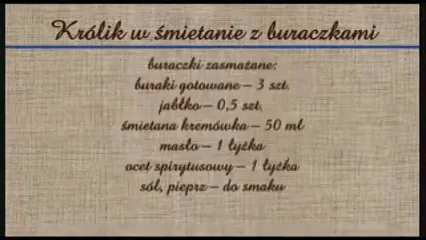 Królik w śmietanie z buraczkami
buraczki zasmażane:
buraki gotowane – 3 szt.
jabłko – 0,5 szt.
śmietana kremówka – 50 ml
masło – 1 łyżka
ocet spirytusowy – 1 łyżka
sól, pieprz – do smaku